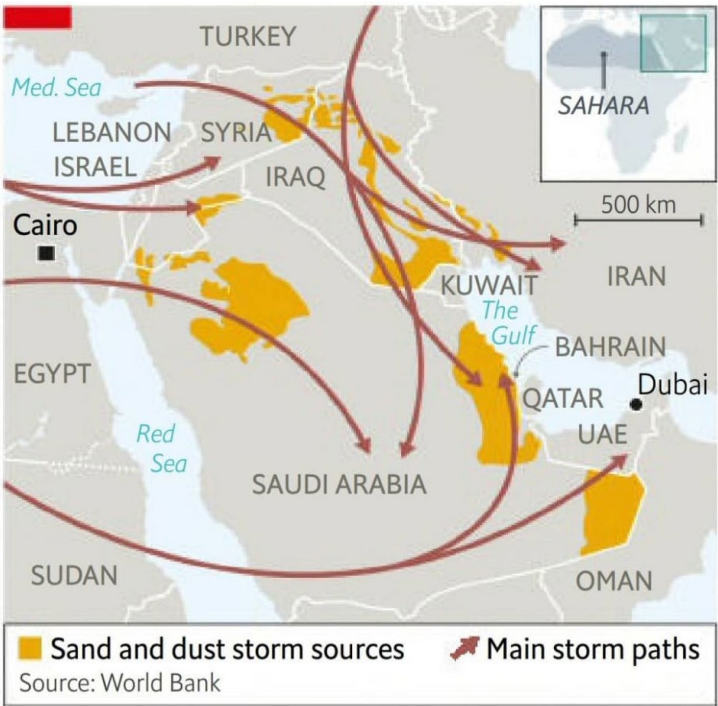 TURKEY
Med. Sea
SAHARA
LEBANON
SYRIA
ISRAEL
IRAQ
500 km
Cairo
KUWAIT
IRAN
The
Gulf
BAHRAIN
EGYPT
QATAR
Dubai
UAE
Red
Sea
SAUDI ARABIA
SUDAN
OMAN
Sand and dust storm sources
Main storm paths
Source: World Bank